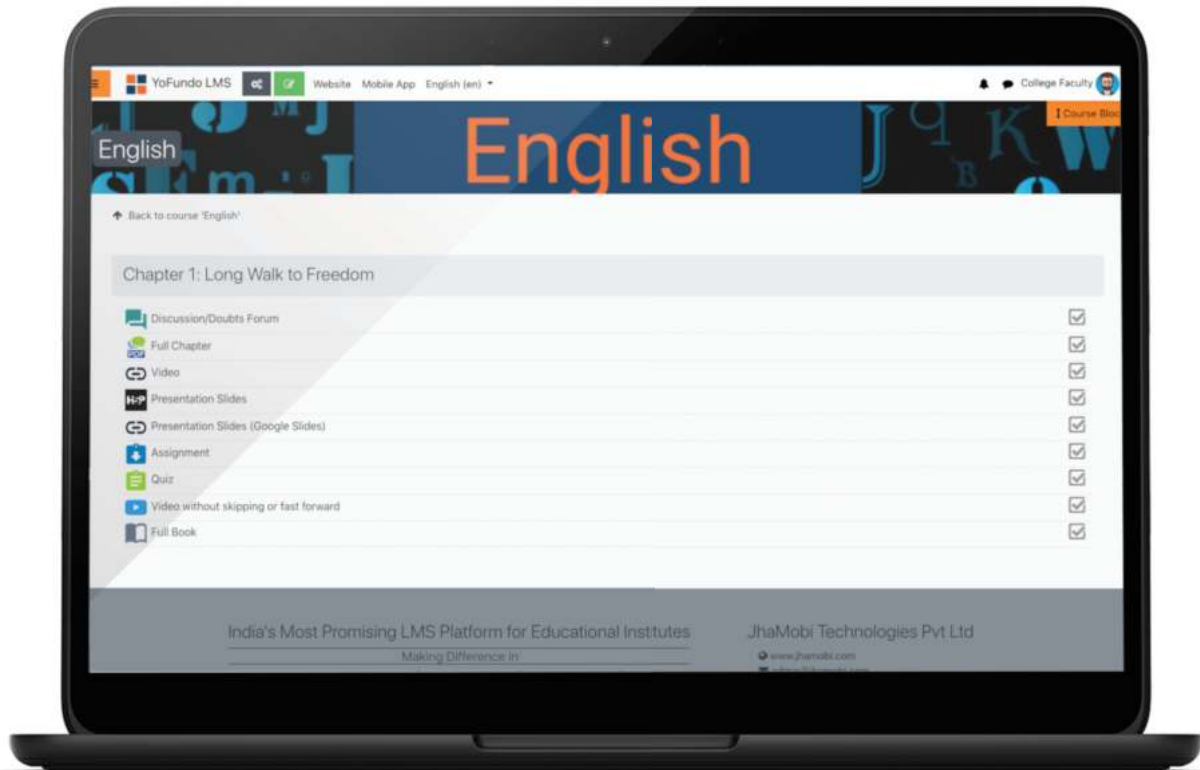 YoFundo LMS Website Mobile App English (en) College Faculty
Course Bloc
English
English
Back to course 'English'
Chapter 1: Long Walk to Freedom
Discussion/Doubts Forum
PDF Full Chapter
Video
H-P Presentation Slides
Presentation Slides (Google Slides)
Assignment
Quiz
Video without skipping or fast forward
Full Book
India's Most Promising LMS Platform for Educational Institutes
Making Difference in
JhaMobi Technologies Pvt Ltd
www.jhamobi.com